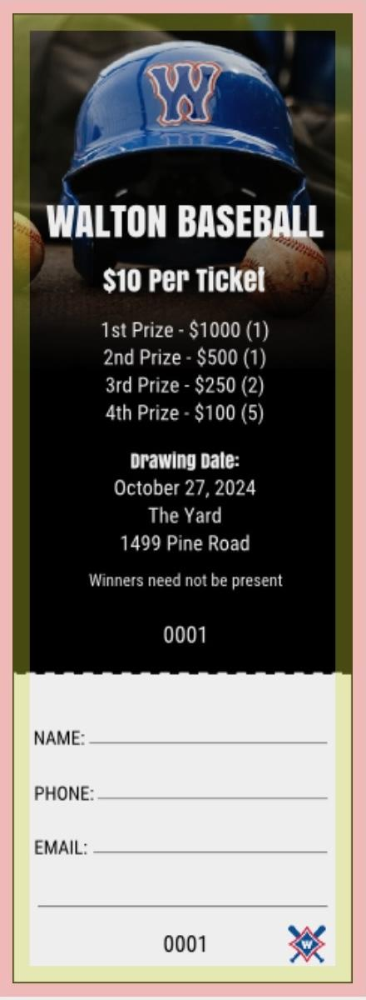 W
WALTON BASEBALL
$10 Per Ticket
1st Prize - $1000 (1)
2nd Prize - $500 (1)
3rd Prize - $250 (2)
4th Prize - $100 (5)
Drawing Date:
October 27, 2024
The Yard
1499 Pine Road
Winners need not be present
0001
NAME:
PHONE:
EMAIL:
0001
W